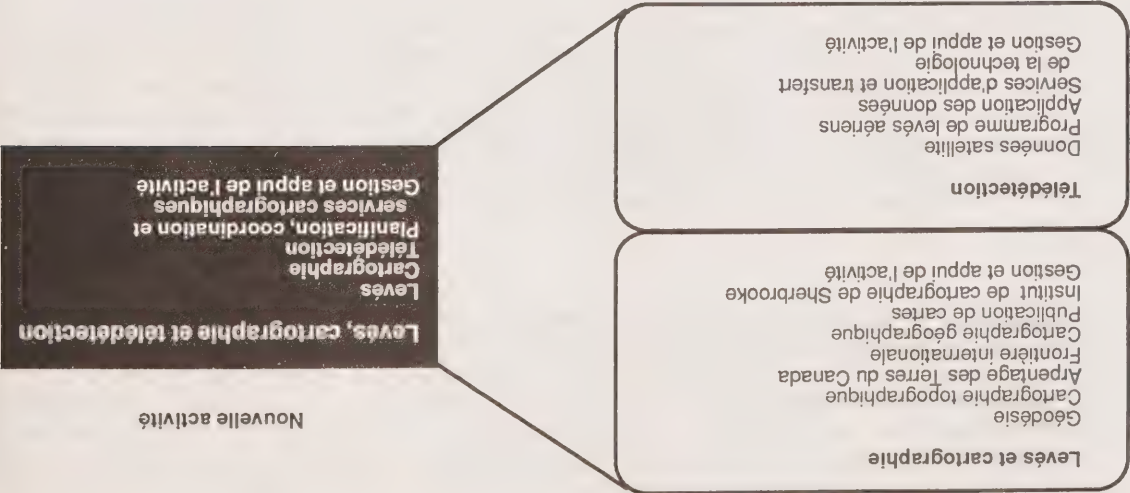 Levés et cartographie
Géodésie
Cartographie topographique
Arpentage des Terres du Canada
Frontière internationale
Cartographie géographique
Publication de cartes
Institut de cartographie de Sherbrooke
Gestion et appui de l'activité
Télédétection
Données satellite
Programme de levés aériens
Application des données
Services d'application et transfert
de la technologie
Gestion et appui de l'activité
Nouvelle activité
Levés, cartographie et télédétection
Levés
Cartographie
Télédétection
Planification, coordination et
services cartographiques
Gestion et appui de l'activité